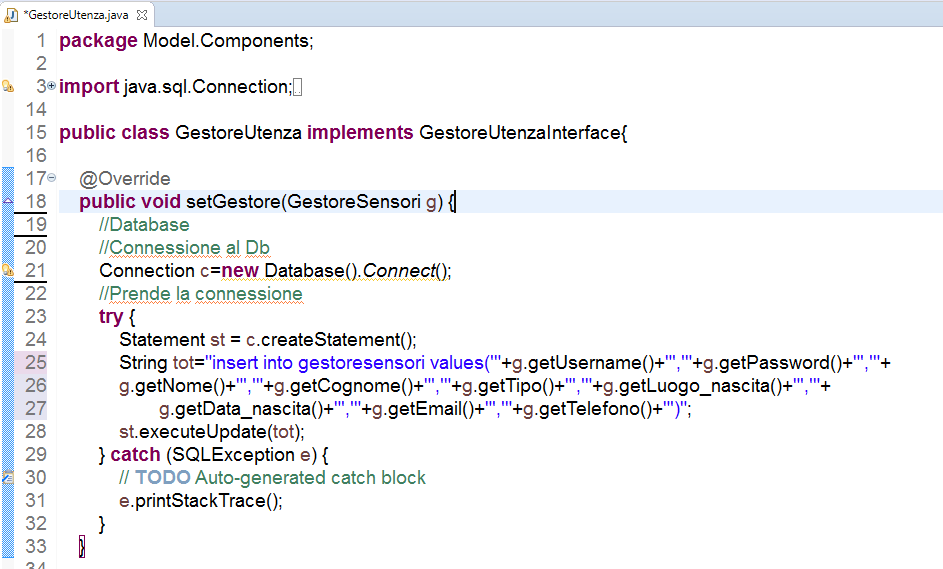 *GestoreUtenza.java
1 package Model.Components;
2
3 import java.sql.Connection;
14
15 public class GestoreUtenza implements GestoreUtenzaInterface{
16
17 @Override
18 public void setGestore(GestoreSensori g) {
19 //Database
20 //Connessione al Db
21 Connection c=new Database().Connect();
22 //Prende la connessione
23 try {
24 Statement st = c.createStatement();
25 String tot="insert into gestoresensori values('"+g.getUsername()+"','"+g.getPassword()+"','"+
26 g.getNome()+"','"+g.getCognome()+"','"+g.getTipo()+"','"+g.getLuogo_nascita()+"','"+
27 g.getData_nascita()+"','"+g.getEmail()+"','"+g.getTelefono()+"')";
28 st.executeUpdate(tot);
29 } catch (SQLException e) {
30 // TODO Auto-generated catch block
31 e.printStackTrace();
32 }
33 }
34